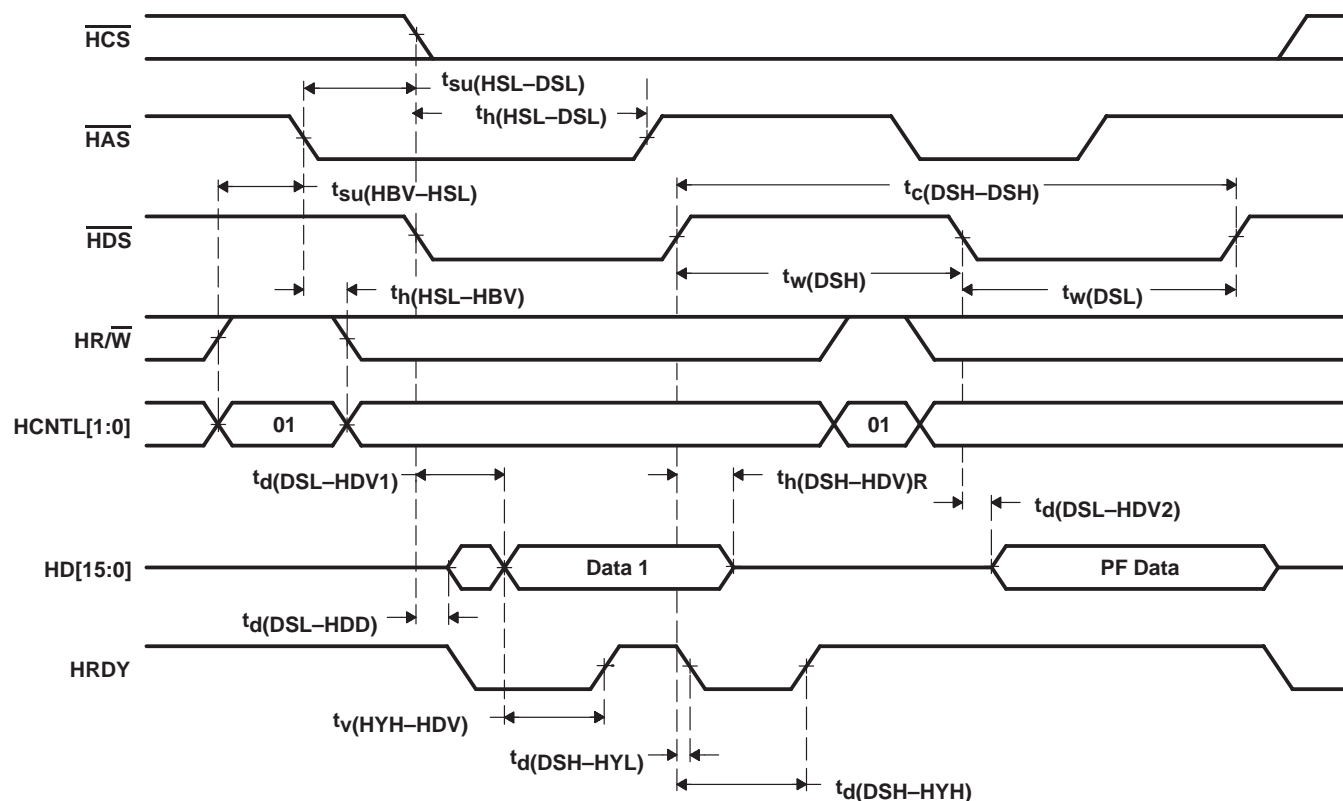 HCS
tsu(HSL–DSL)
th(HSL–DSL)
HAS
tsu(HBV–HSL)
tc(DSH–DSH)
HDS
tw(DSH)
th(HSL–HBV)
tw(DSL)
HR/W
HCNTL[1:0]
01
01
td(DSL–HDV1)
th(DSH–HDV)R
td(DSL–HDV2)
HD[15:0]
Data 1
PF Data
td(DSL–HDD)
HRDY
tv(HYH–HDV)
td(DSH–HYL)
td(DSH–HYH)